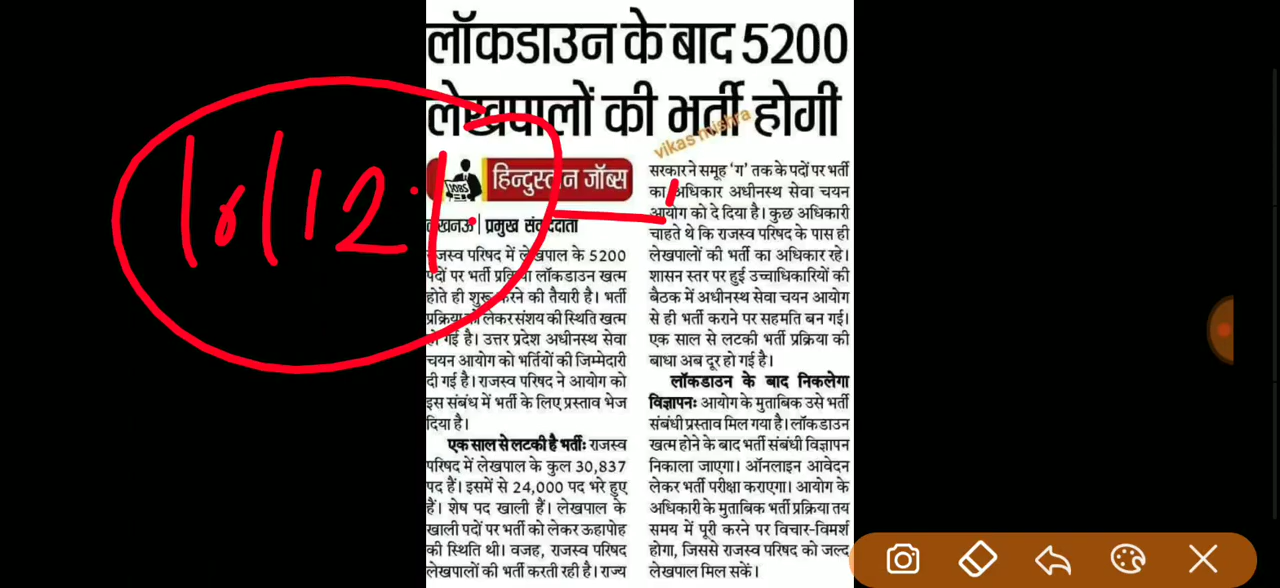 लॉकडाउन के बाद 5200
लेखपालों की भर्ती होगी
vikas mishra
JOBS
हिन्दुस्तान जॉब्स
लखनऊ | प्रमुख संवाददाता
राजस्व परिषद में लेखपाल के 5200
पदों पर भर्ती प्रक्रिया लॉकडाउन खत्म
होते ही शुरू करने की तैयारी है। भर्ती
प्रक्रिया को लेकर संशय की स्थिति खत्म
हो गई है। उत्तर प्रदेश अधीनस्थ सेवा
चयन आयोग को भर्तियों की जिम्मेदारी
दी गई है। राजस्व परिषद ने आयोग को
इस संबंध में भर्ती के लिए प्रस्ताव भेज
दिया है।
एक साल से लटकी है भर्ती: राजस्व
परिषद में लेखपाल के कुल 30,837
पद हैं। इसमें से 24,000 पद भरे हुए
हैं। शेष पद खाली हैं। लेखपाल के
खाली पदों पर भर्ती को लेकर ऊहापोह
की स्थिति थी। वजह, राजस्व परिषद
लेखपालों की भर्ती करती रही है। राज्य
सरकार ने समूह ‘ग’ तक के पदों पर भर्ती
का अधिकार अधीनस्थ सेवा चयन
आयोग को दे दिया है। कुछ अधिकारी
चाहते थे कि राजस्व परिषद के पास ही
लेखपालों की भर्ती का अधिकार रहे।
शासन स्तर पर हुई उच्चाधिकारियों की
बैठक में अधीनस्थ सेवा चयन आयोग
से ही भर्ती कराने पर सहमति बन गई।
एक साल से लटकी भर्ती प्रक्रिया की
बाधा अब दूर हो गई है।
लॉकडाउन के बाद निकलेगा
विज्ञापन: आयोग के मुताबिक उसे भर्ती
संबंधी प्रस्ताव मिल गया है। लॉकडाउन
खत्म होने के बाद भर्ती संबंधी विज्ञापन
निकाला जाएगा। ऑनलाइन आवेदन
लेकर भर्ती परीक्षा कराएगा। आयोग के
अधिकारी के मुताबिक भर्ती प्रक्रिया तय
समय में पूरी करने पर विचार-विमर्श
होगा, जिससे राजस्व परिषद को जल्द
लेखपाल मिल सकें।